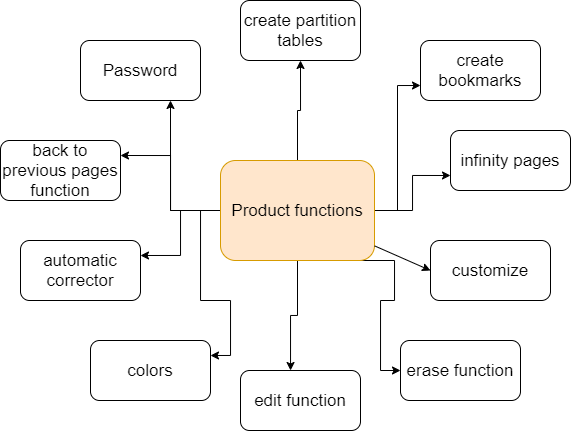 create partition
tables
Password
create
bookmarks
back to
previous pages
function
infinity pages
Product functions
automatic
corrector
customize
colors
erase function
edit function